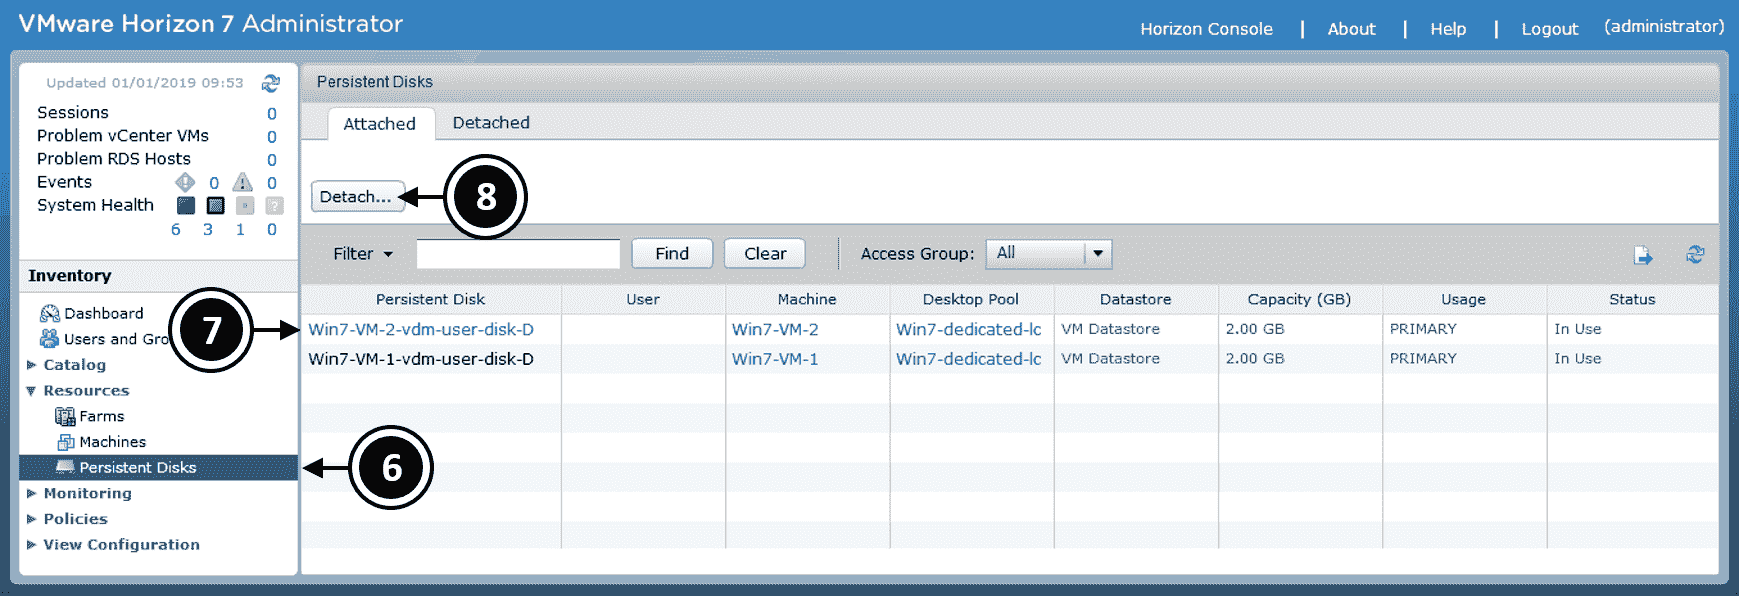 VMware Horizon 7 Administrator
Horizon Console | About | Help | Logout (administrator)
Updated 01/01/2019 09:53
Sessions 0
Problem vCenter VMs 0
Problem RDS Hosts 0
Events 0 0
System Health
6 3 1 0
Inventory
Dashboard
Users and Gro
Catalog
Resources
Farms
Machines
Persistent Disks
Monitoring
Policies
View Configuration
Persistent Disks
Attached Detached
Detach... 8
Filter Find Clear Access Group: All
Persistent Disk User Machine Desktop Pool Datastore Capacity (GB) Usage Status
7 Win7-VM-2-vdm-user-disk-D Win7-VM-2 Win7-dedicated-lc VM Datastore 2.00 GB PRIMARY In Use
Win7-VM-1-vdm-user-disk-D Win7-VM-1 Win7-dedicated-lc VM Datastore 2.00 GB PRIMARY In Use
6